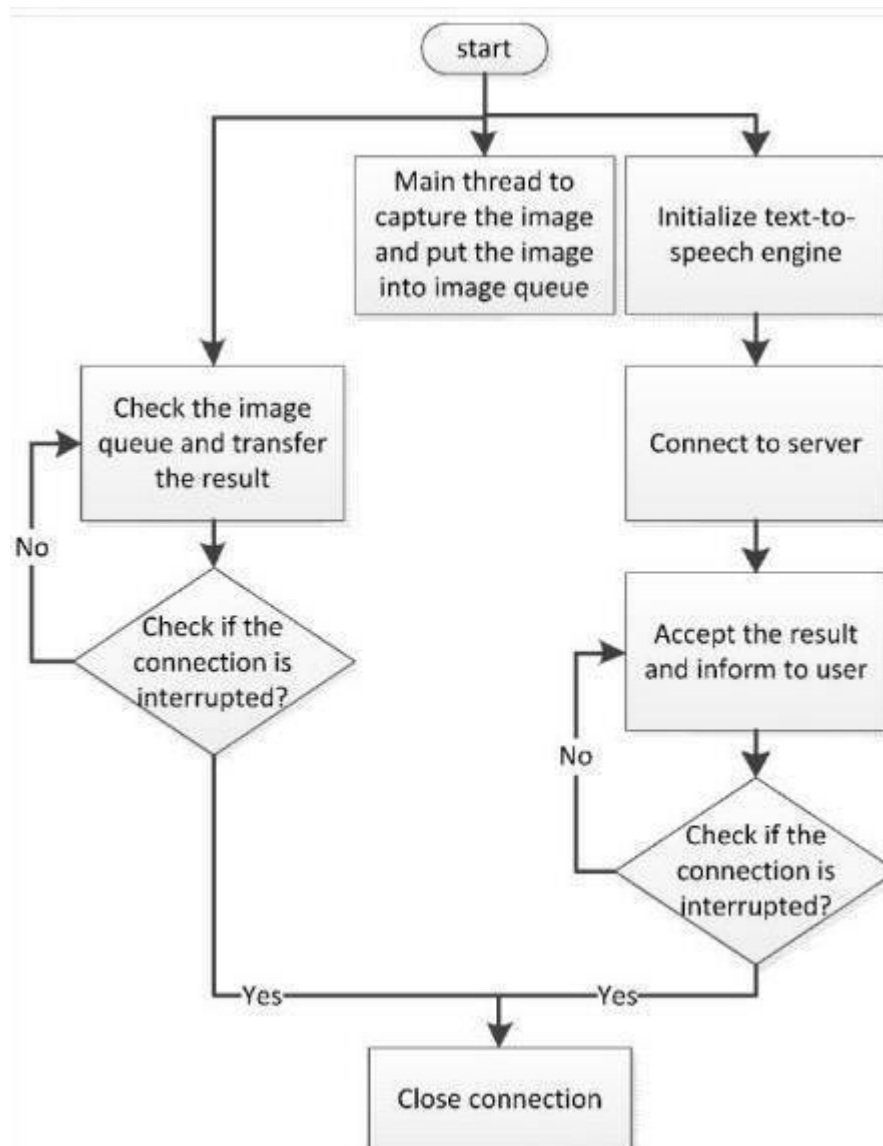 start
Main thread to
capture the image
and put the image
into image queue
Initialize text-to-
speech engine
Check the image
queue and transfer
the result
Connect to server
No
Check if the
connection is
interrupted?
Accept the result
and inform to user
No
Check if the
connection is
interrupted?
Yes
Yes
Close connection